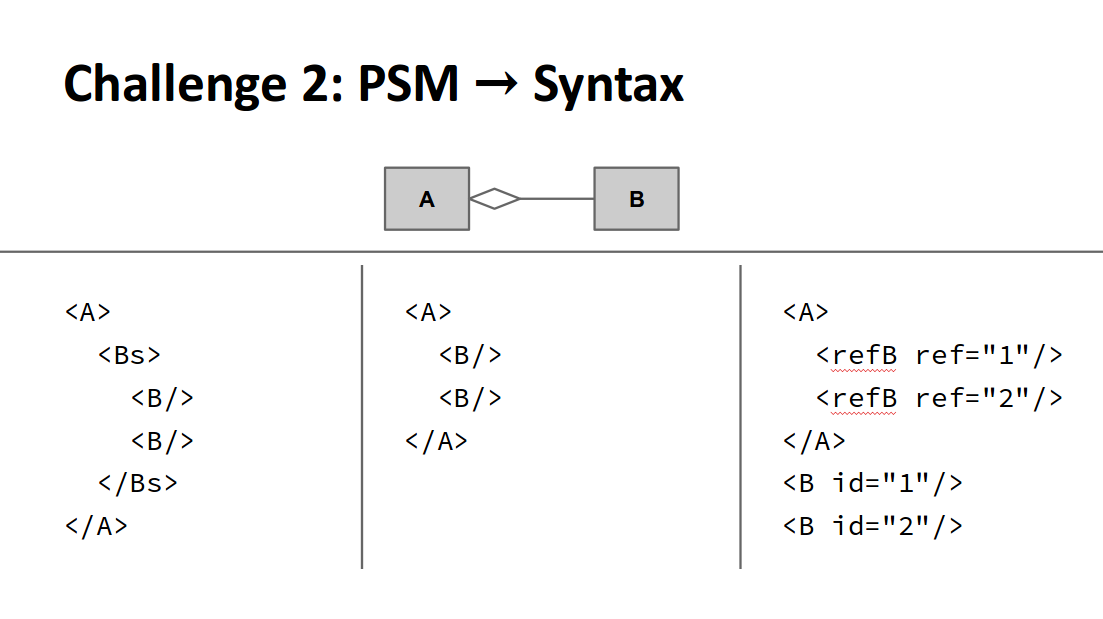 Challenge 2: PSM → Syntax
A
B
<A>
<Bs>
<B/>
<B/>
</Bs>
</A>
<A>
<B/>
<B/>
</A>
<A>
<refB ref="1"/>
<refB ref="2"/>
</A>
<B id="1"/>
<B id="2"/>